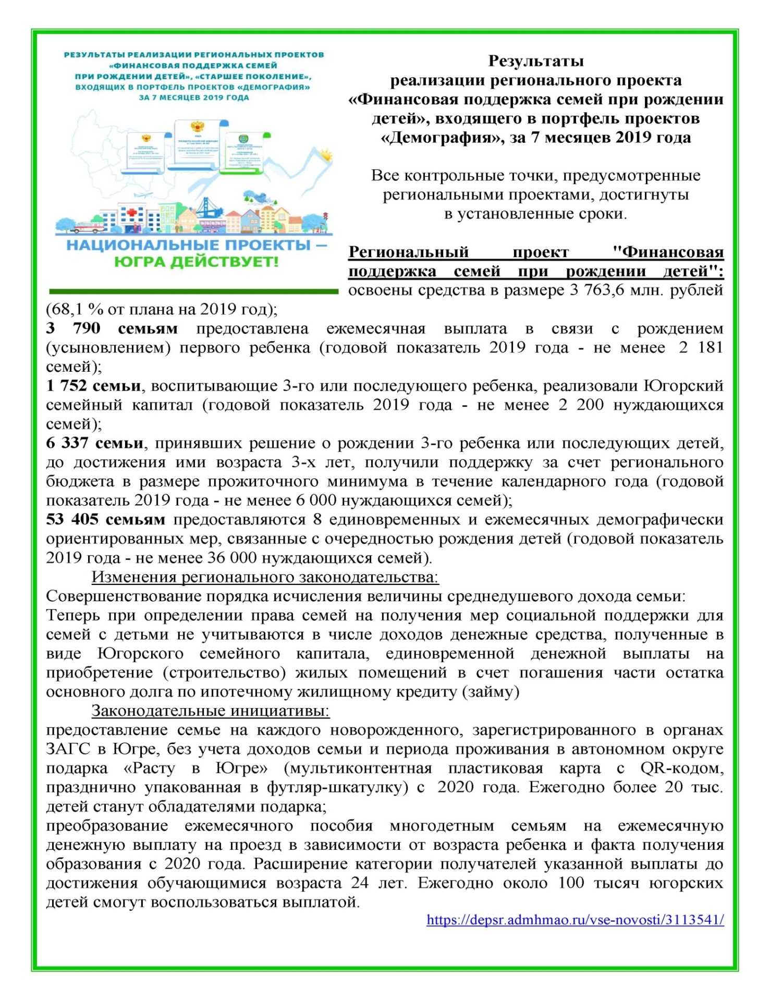 РЕЗУЛЬТАТЫ РЕАЛИЗАЦИИ РЕГИОНАЛЬНЫХ ПРОЕКТОВ
«ФИНАНСОВАЯ ПОДДЕРЖКА СЕМЕЙ
ПРИ РОЖДЕНИИ ДЕТЕЙ», «СТАРШЕЕ ПОКОЛЕНИЕ»,
ВХОДЯЩИХ В ПОРТФЕЛЬ ПРОЕКТОВ «ДЕМОГРАФИЯ»
ЗА 7 МЕСЯЦЕВ 2019 ГОДА
УКАЗ
НАЦИОНАЛЬНЫЕ ПРОЕКТЫ –
ЮГРА ДЕЙСТВУЕТ!
Результаты
реализации регионального проекта
«Финансовая поддержка семей при рождении
детей», входящего в портфель проектов
«Демография», за 7 месяцев 2019 года
Все контрольные точки, предусмотренные
региональными проектами, достигнуты
в установленные сроки.
Региональный проект "Финансовая
поддержка семей при рождении детей":
освоены средства в размере 3 763,6 млн. рублей
(68,1 % от плана на 2019 год);
3 790 семьям предоставлена ежемесячная выплата в связи с рождением
(усыновлением) первого ребенка (годовой показатель 2019 года - не менее 2 181
семей);
1 752 семьи, воспитывающие 3-го или последующего ребенка, реализовали Югорский
семейный капитал (годовой показатель 2019 года - не менее 2 200 нуждающихся
семей);
6 337 семьи, принявших решение о рождении 3-го ребенка или последующих детей,
до достижения ими возраста 3-х лет, получили поддержку за счет регионального
бюджета в размере прожиточного минимума в течение календарного года (годовой
показатель 2019 года - не менее 6 000 нуждающихся семей);
53 405 семьям предоставляются 8 единовременных и ежемесячных демографически
ориентированных мер, связанные с очередностью рождения детей (годовой показатель
2019 года - не менее 36 000 нуждающихся семей).
Изменения регионального законодательства:
Совершенствование порядка исчисления величины среднедушевого дохода семьи:
Теперь при определении права семей на получения мер социальной поддержки для
семей с детьми не учитываются в числе доходов денежные средства, полученные в
виде Югорского семейного капитала, единовременной денежной выплаты на
приобретение (строительство) жилых помещений в счет погашения части остатка
основного долга по ипотечному жилищному кредиту (займу)
Законодательные инициативы:
предоставление семье на каждого новорожденного, зарегистрированного в органах
ЗАГС в Югре, без учета доходов семьи и периода проживания в автономном округе
подарка «Расту в Югре» (мультиконтентная пластиковая карта с QR-кодом,
празднично упакованная в футляр-шкатулку) с 2020 года. Ежегодно более 20 тыс.
детей станут обладателями подарка;
преобразование ежемесячного пособия многодетным семьям на ежемесячную
денежную выплату на проезд в зависимости от возраста ребенка и факта получения
образования с 2020 года. Расширение категории получателей указанной выплаты до
достижения обучающимися возраста 24 лет. Ежегодно около 100 тысяч югорских
детей смогут воспользоваться выплатой.
https://depsr.admhmao.ru/vse-novosti/3113541/